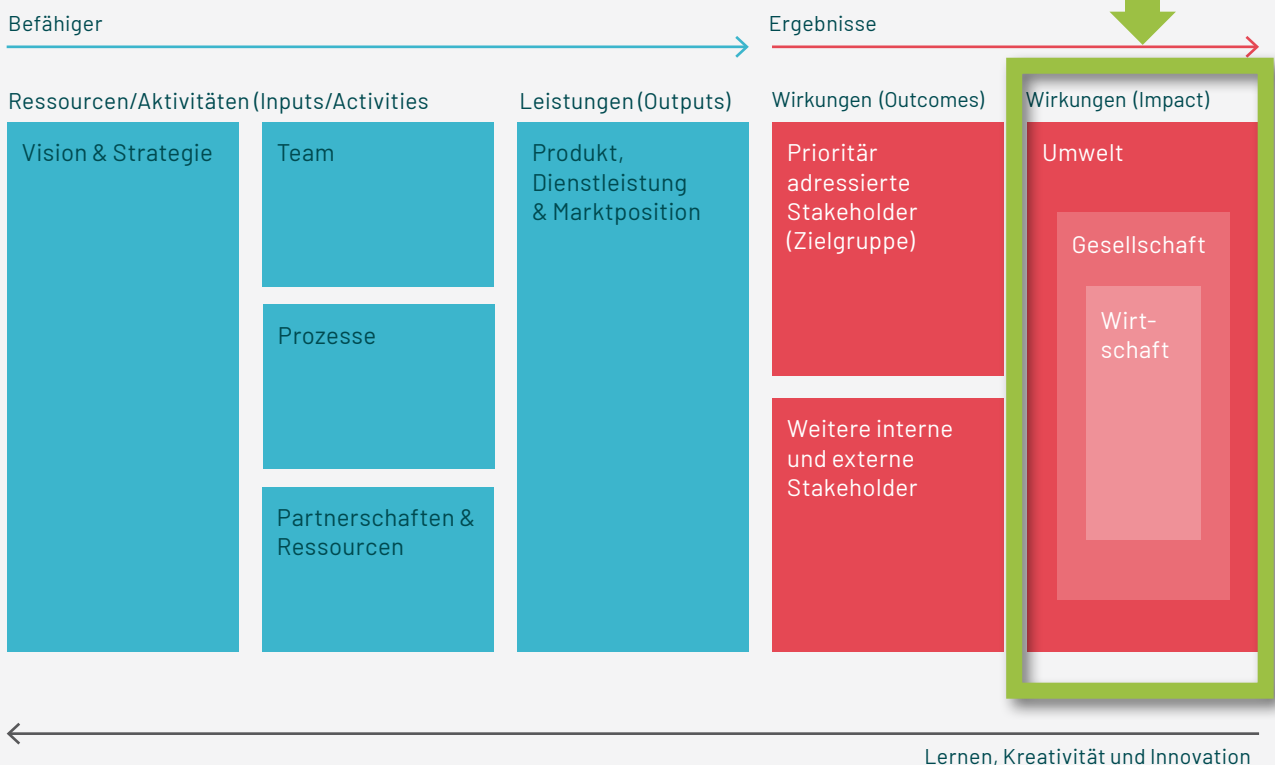 Befähiger
Ergebnisse
Ressourcen/Aktivitäten (Inputs/Activities
Leistungen (Outputs)
Wirkungen (Outcomes)
Wirkungen (Impact)
Vision & Strategie
Team
Prozesse
Partnerschaften &
Ressourcen
Produkt,
Dienstleistung
& Marktposition
Prioritär
adressierte
Stakeholder
(Zielgruppe)
Weitere interne
und externe
Stakeholder
Umwelt
Gesellschaft
Wirt-
schaft
Lernen, Kreativität und Innovation